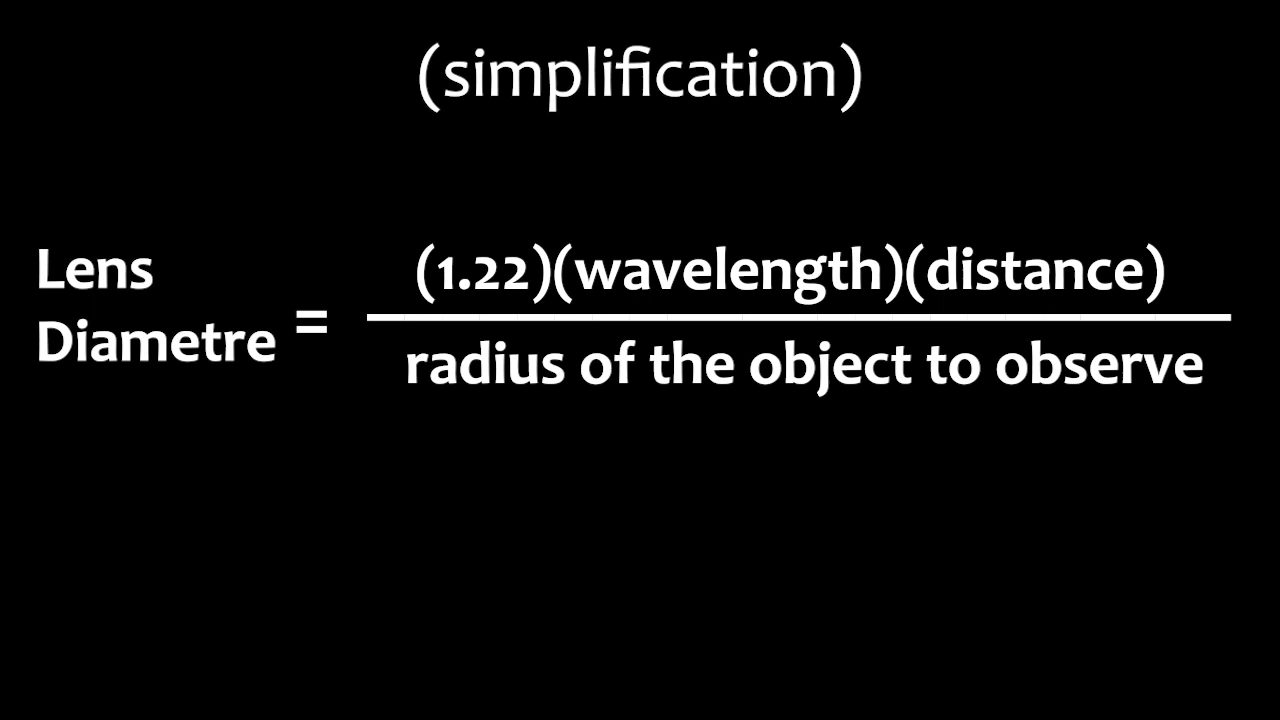 (simplification)
Lens
Diametre
=
(1.22)(wavelength)(distance)
radius of the object to observe